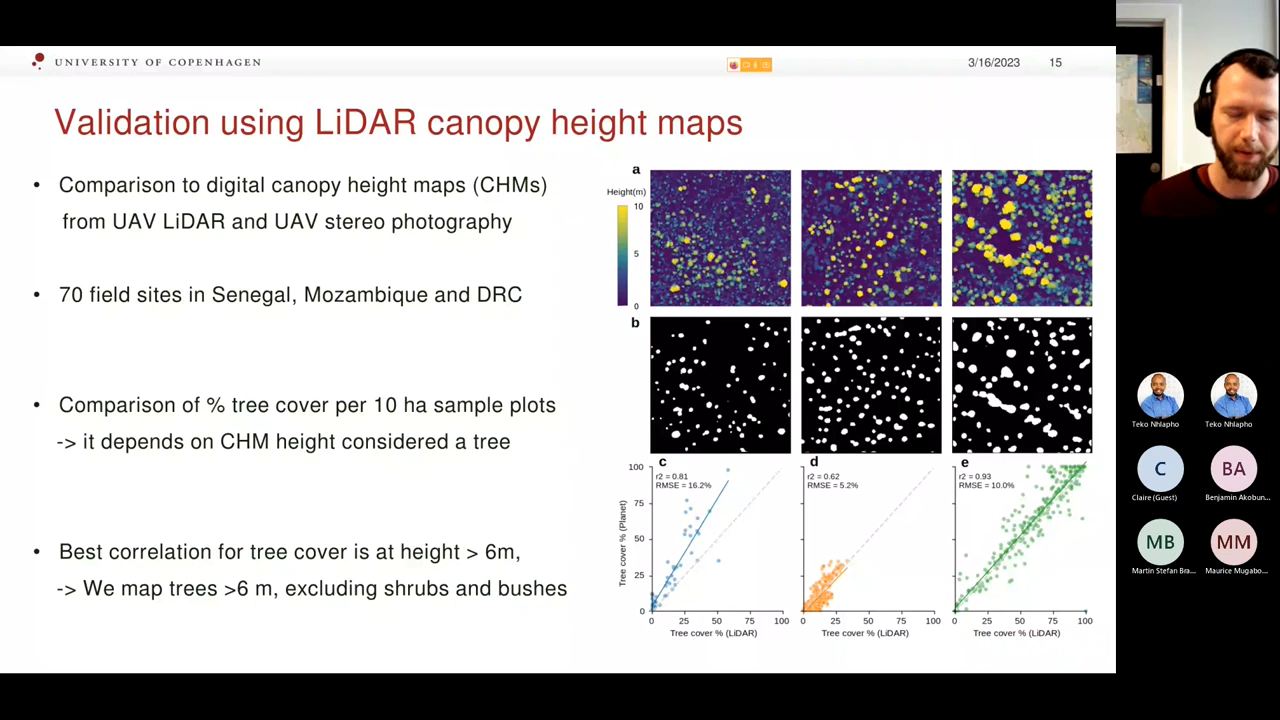 UNIVERSITY OF COPENHAGEN
3/16/2023 15
Validation using LiDAR canopy height maps
• Comparison to digital canopy height maps (CHMs)
from UAV LiDAR and UAV stereo photography
• 70 field sites in Senegal, Mozambique and DRC
• Comparison of % tree cover per 10 ha sample plots
-> it depends on CHM height considered a tree
• Best correlation for tree cover is at height > 6m,
-> We map trees >6 m, excluding shrubs and bushes
a
Height(m)
10
5
0
b
c
d
e
r2 = 0.81
RMSE = 16.2%
r2 = 0.62
RMSE = 5.2%
r2 = 0.93
RMSE = 10.0%
100
75
50
25
0
Tree cover % (Planet)
0 25 50 75 100
0 25 50 75 100
0 25 50 75 100
Tree cover % (LiDAR)
Tree cover % (LiDAR)
Tree cover % (LiDAR)
Teko Nhlapho
Teko Nhlapho
C
BA
Claire (Guest)
Benjamin Akobun...
MB
MM
Martin Stefan Bra...
Maurice Mugabo...